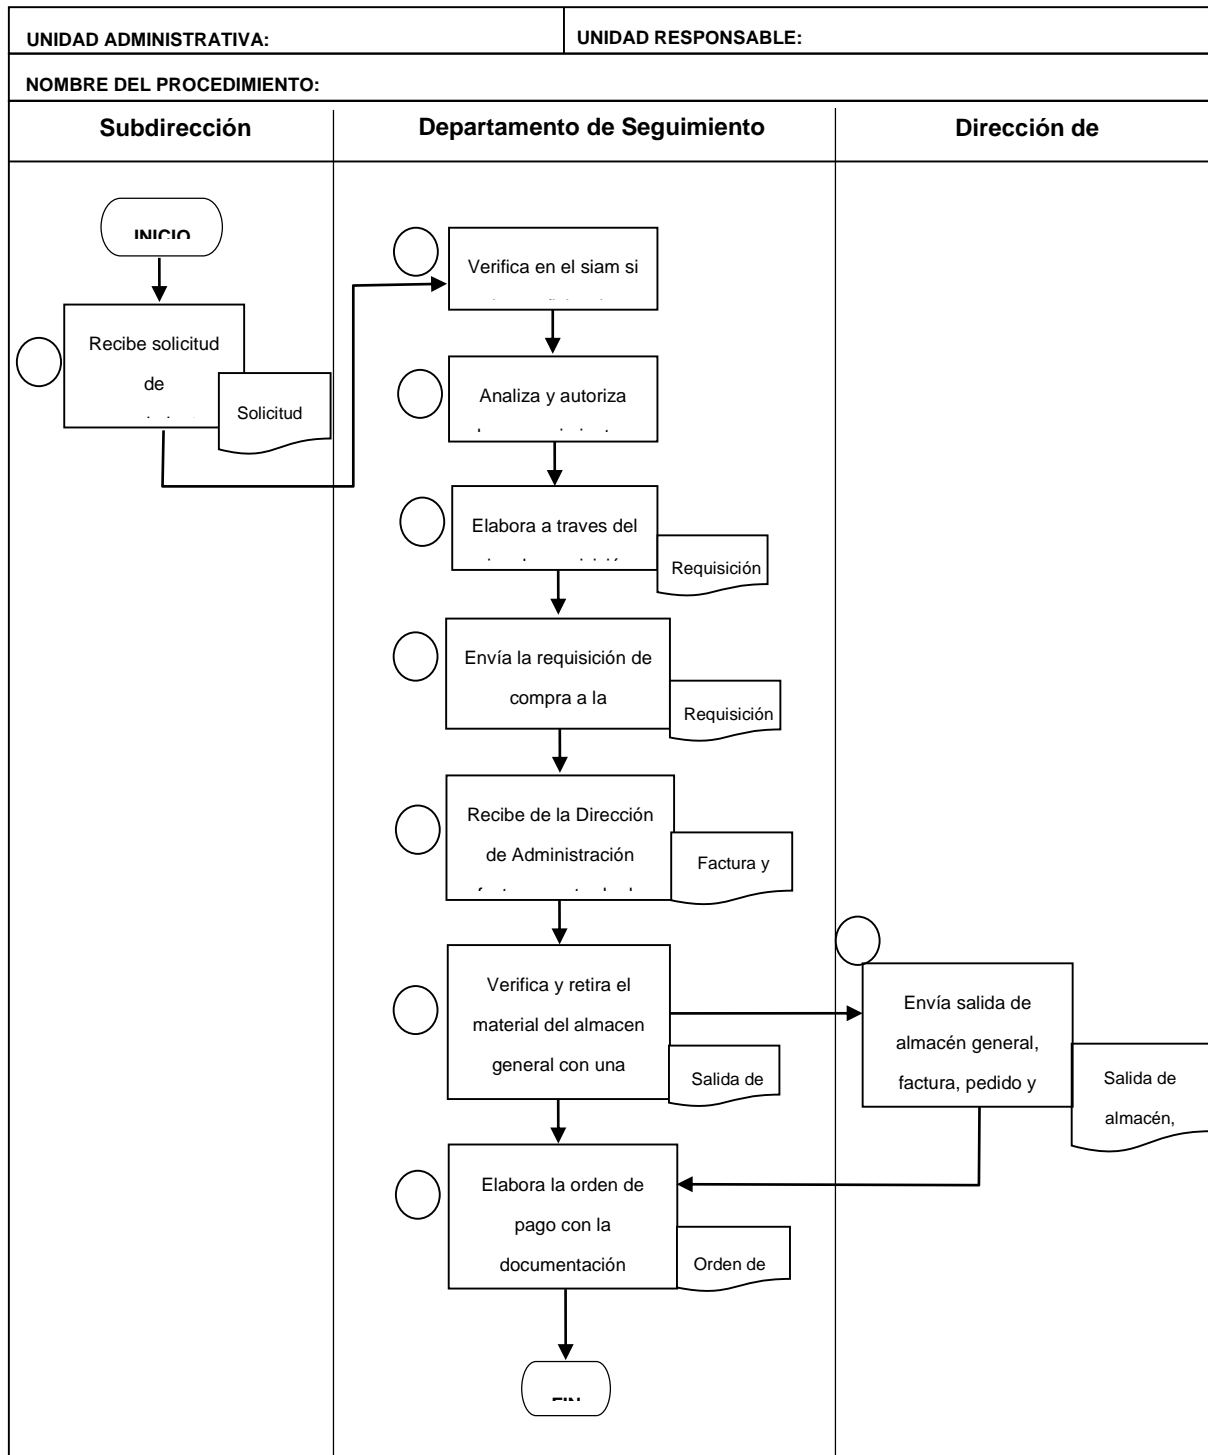 UNIDAD ADMINISTRATIVA:
UNIDAD RESPONSABLE:
NOMBRE DEL PROCEDIMIENTO:
Subdirección
Departamento de Seguimiento
Dirección de
INICIO
Recibe solicitud
de
Solicitud
Verifica en el siam si
Analiza y autoriza
Elabora a traves del
Requisición
Envía la requisición de
compra a la
Requisición
Recibe de la Dirección
de Administración
Factura y
Verifica y retira el
material del almacen
general con una
Salida de
Envía salida de
almacén general,
factura, pedido y
Salida de
almacén,
Elabora la orden de
pago con la
documentación
Orden de
FIN